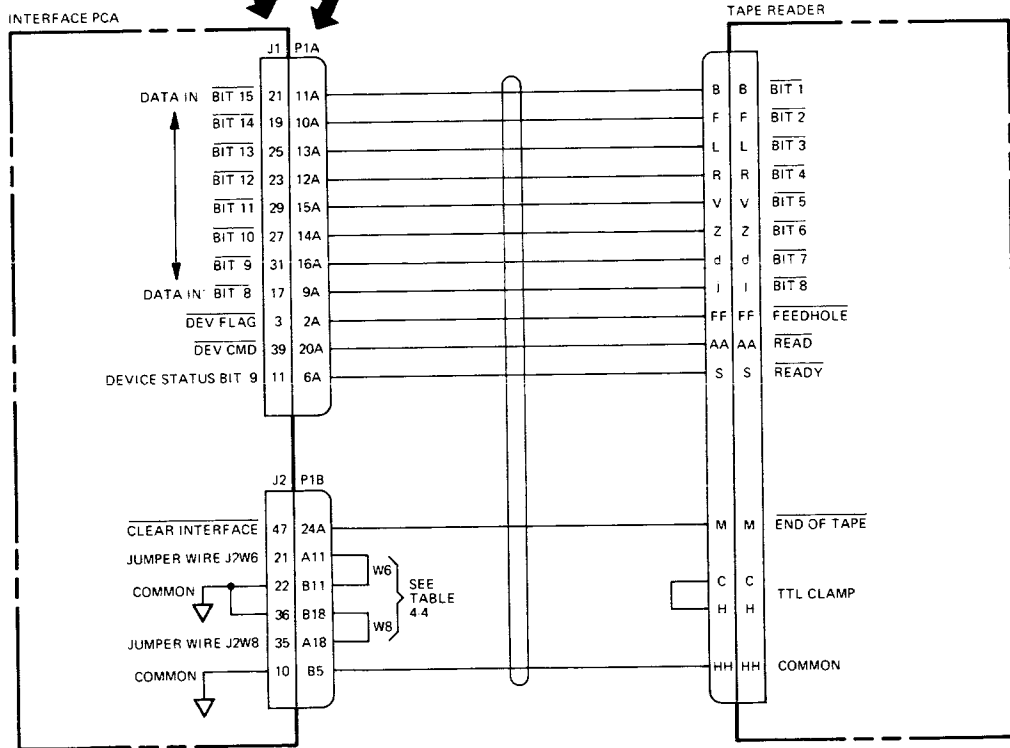 INTERFACE PCA
TAPE READER
J1 P1A
DATA IN BIT 15 21 11A B B BIT 1
BIT 14 19 10A F F BIT 2
BIT 13 25 13A L L BIT 3
BIT 12 23 12A R R BIT 4
BIT 11 29 15A V V BIT 5
BIT 10 27 14A Z Z BIT 6
BIT 9 31 16A d d BIT 7
DATA IN BIT 8 17 9A j l BIT 8
DEV FLAG 3 2A FF FF FEEDHOLE
DEV CMD 39 20A AA AA READ
DEVICE STATUS BIT 9 11 6A S S READY
J2 P1B
CLEAR INTERFACE 47 24A M M END OF TAPE
JUMPER WIRE J2W6 21 A11 W6
COMMON 22 B11
36 B18 W8
JUMPER WIRE J2W8 35 A18
SEE
TABLE
4-4
C C
H H
TTL CLAMP
COMMON 10 B5 HH HH COMMON